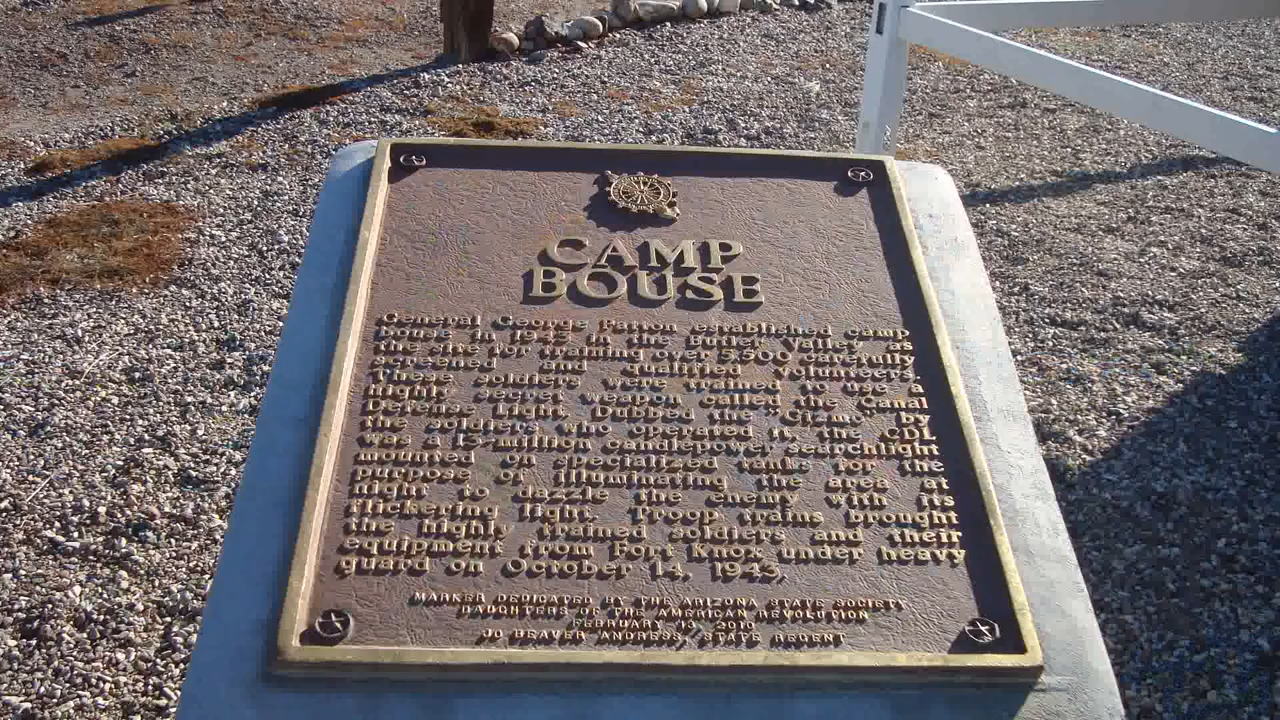 CAMP
BOUSE
General George Patton established camp
Bouse in 1943 in the Butler Valley as
the site for training over 5,500 carefully
screened and qualified volunteers.
These soldiers were trained to use a
highly secret weapon called the Canal
Defense Light. Dubbed the "Gizmo" by
the soldiers who operated it, the CDL
was a 13-million candlepower searchlight
mounted on specialized tanks for the
purpose of illuminating the area at
night to dazzle the enemy with its
flickering light. Troop trains brought
the highly trained soldiers and their
equipment from Fort Knox under heavy
guard on October 14, 1943.
MARKER DEDICATED BY THE ARIZONA STATE SOCIETY
DAUGHTERS OF THE AMERICAN REVOLUTION
FEBRUARY 13, 2010
JO BEAVER ANDRESS, STATE REGENT